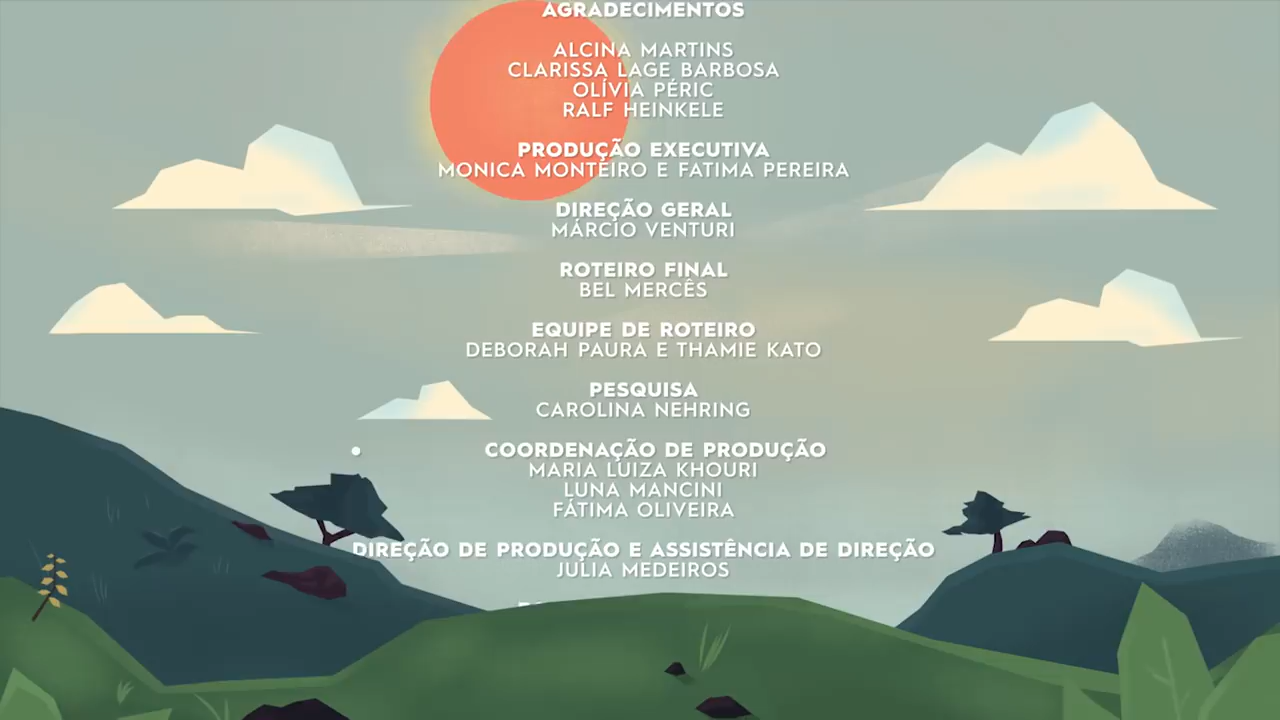 AGRADECIMENTOS
ALCINA MARTINS
CLARISSA LAGE BARBOSA
OLÍVIA PÉRIC
RALF HEINKELE
PRODUÇÃO EXECUTIVA
MONICA MONTEIRO E FATIMA PEREIRA
DIREÇÃO GERAL
MÁRCIO VENTURI
ROTEIRO FINAL
BEL MERCÊS
EQUIPE DE ROTEIRO
DEBORAH PAURA E THAMIE KATO
PESQUISA
CAROLINA NEHRING
COORDENAÇÃO DE PRODUÇÃO
MARIA LUIZA KHOURI
LUNA MANCINI
FÁTIMA OLIVEIRA
DIREÇÃO DE PRODUÇÃO E ASSISTÊNCIA DE DIREÇÃO
JULIA MEDEIROS